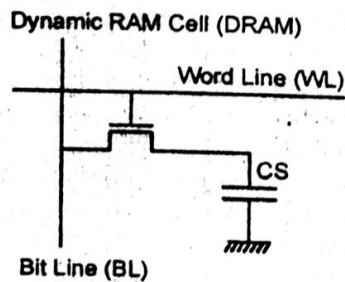 Dynamic RAM Cell (DRAM)
Word Line (WL)
CS
Bit Line (BL)